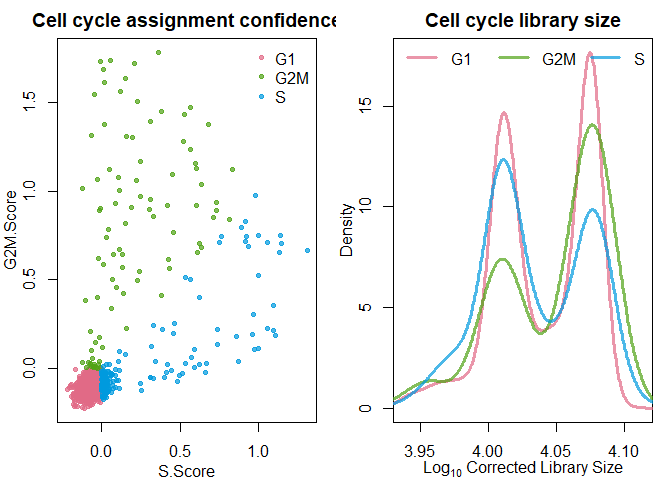 Cell cycle assignment confidence
G2M.Score
1.5
1.0
0.5
0.0
G1
G2M
S
0.0 0.5 1.0
S.Score
Cell cycle library size
Density
15
10
5
0
G1 G2M S
3.95 4.00 4.05 4.10
Log10 Corrected Library Size